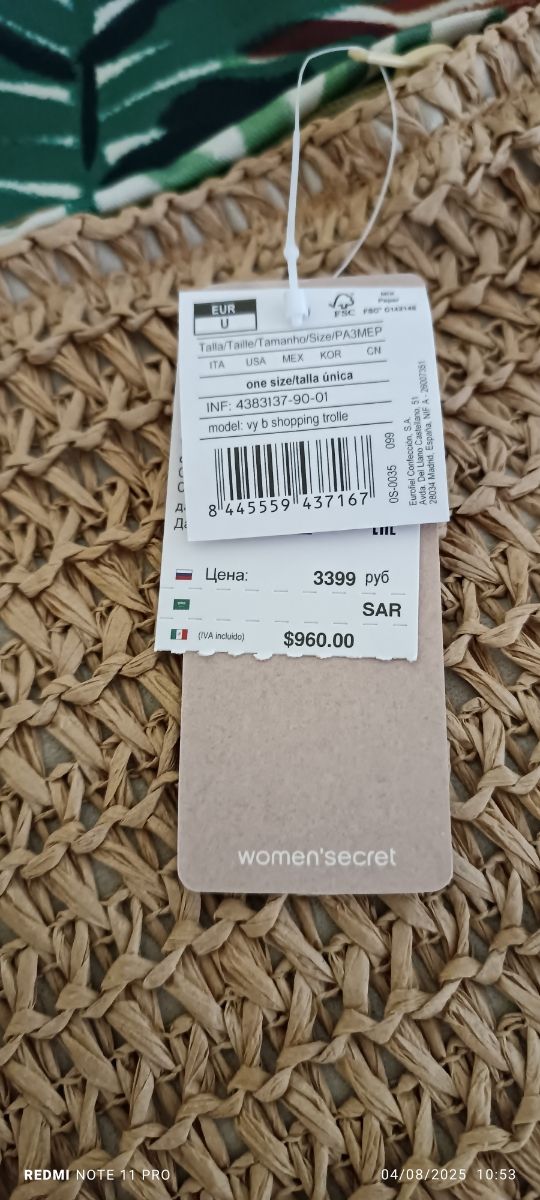 EUR
U
FSC
MIX
Paper
FSC® C143146
Talla/Taille/Tamanho/Size/РАЗМЕР
ITA USA MEX KOR CN
one size/talla única
INF: 4383137-90-01
model: vy b shopping trolle
8 445559 437167
0S-0035 099
Eurofiel Confección, S.A.
Avda. Del Llano Castellano, 51
28034 Madrid. España. NIF A - 28007351
Цена: 3399 руб
SAR
(IVA incluido) $960.00
women'secret
REDMI NOTE 11 PRO
04/08/2025 10:53